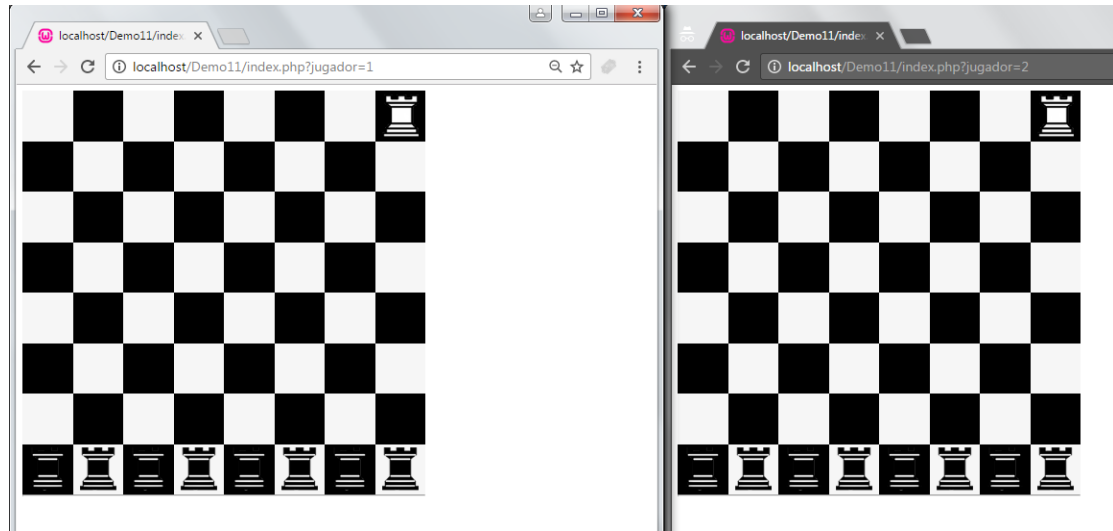 localhost/Demo11/index
localhost/Demo11/index.php?jugador=1
localhost/Demo11/index
localhost/Demo11/index.php?jugador=2